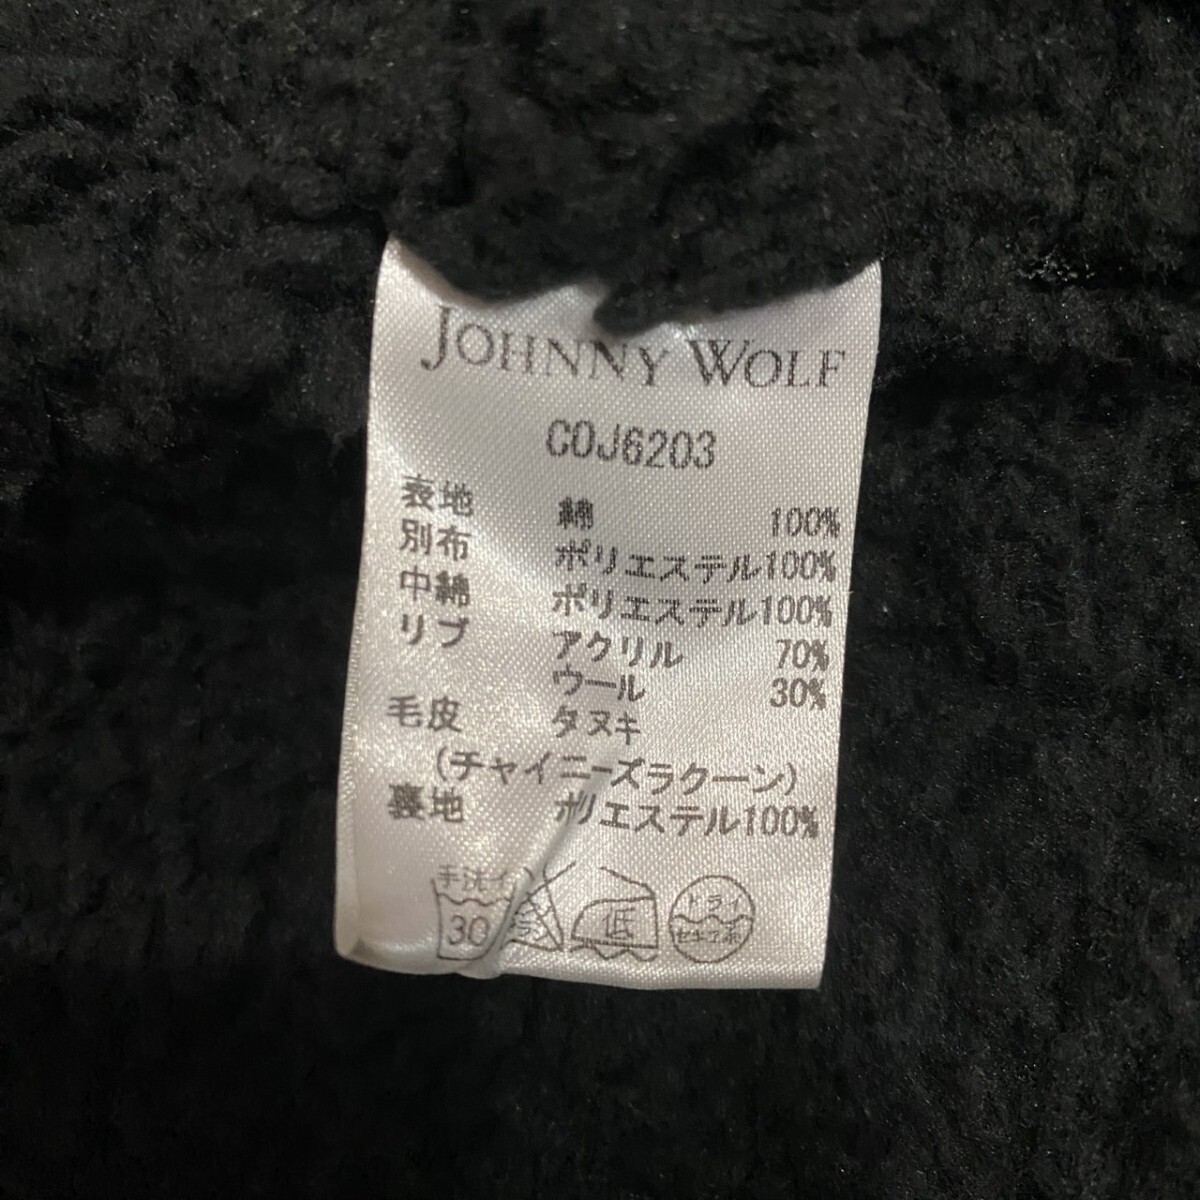 JOHNNY WOLF
COJ6203
表地 綿 100%
別布 ポリエステル100%
中綿 ポリエステル100%
リブ アクリル 70%
ウール 30%
毛皮 タヌキ
(チャイニーズラクーン)
裏地 ポリエステル100%
手洗イ
30
低
ドライ
セキユ系